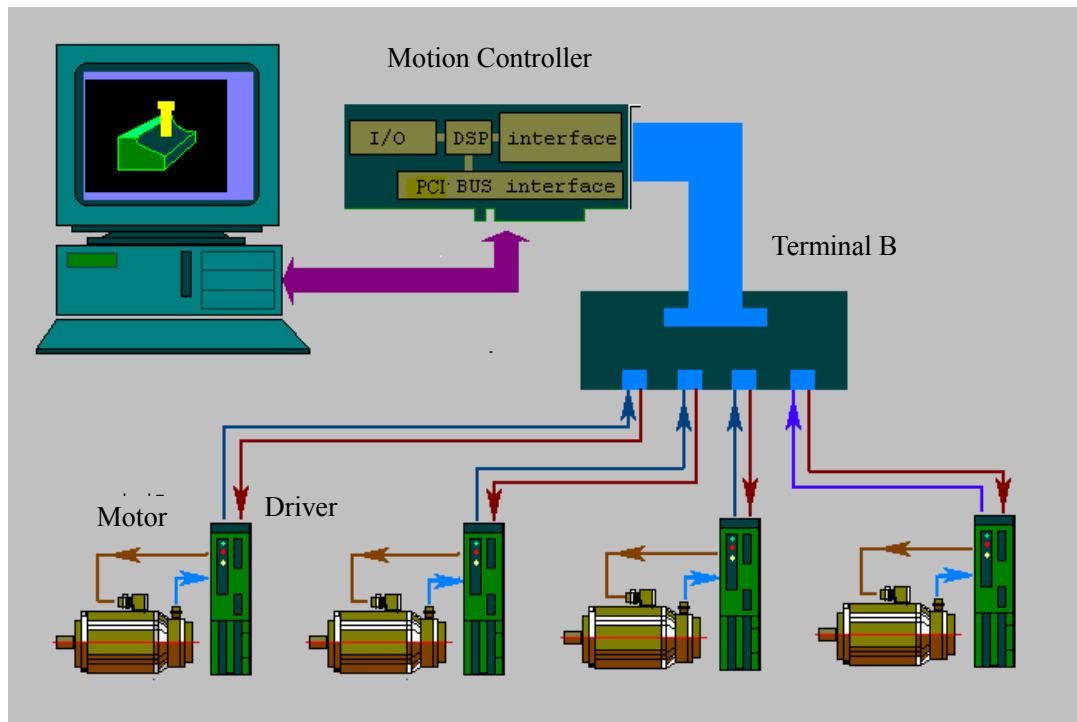 Motion Controller
I/O
DSP
interface
PCI BUS interface
Terminal B
Motor
Driver